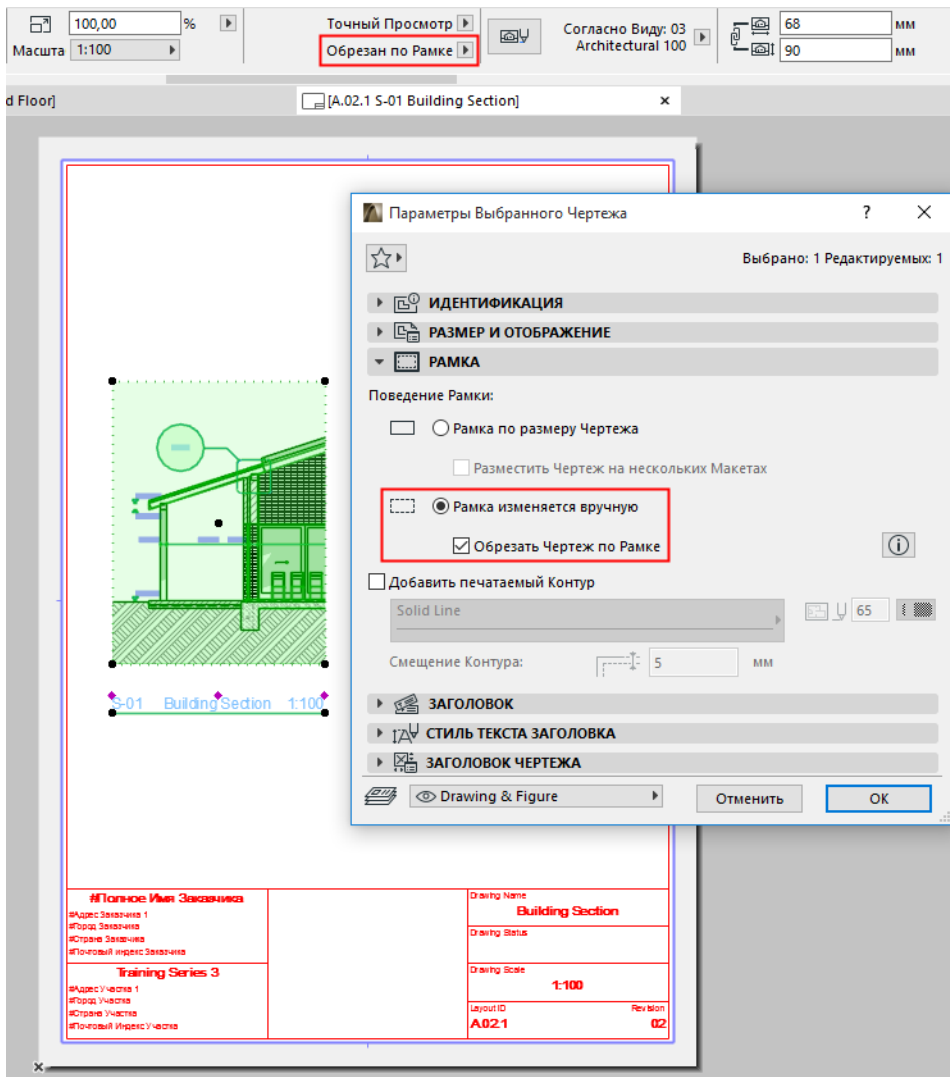 100,00 %
Точный Просмотр
Масшта 1:100
Обрезан по Рамке
Согласно Виду: 03
Architectural 100
68 мм
90 мм
d Floor]
[A.02.1 S-01 Building Section]
Параметры Выбранного Чертежа
Выбрано: 1 Редактируемых: 1
ИДЕНТИФИКАЦИЯ
РАЗМЕР И ОТОБРАЖЕНИЕ
РАМКА
Поведение Рамки:
Рамка по размеру Чертежа
Разместить Чертеж на нескольких Макетах
Рамка изменяется вручную
Обрезать Чертеж по Рамке
Добавить печатаемый Контур
Solid Line
65
Смещение Контура: 5 мм
ЗАГОЛОВОК
СТИЛЬ ТЕКСТА ЗАГОЛОВКА
ЗАГОЛОВОК ЧЕРТЕЖА
Drawing & Figure
Отменить
OK
S-01 Building Section 1:100
#Полное Имя Заказчика
#Адрес Заказчика 1
#Город Заказчика
#Страна Заказчика
#Почтовый индекс Заказчика
Training Series 3
#Адрес Участка 1
#Город Участка
#Страна Участка
#Почтовый Индекс Участка
Drawing Name
Building Section
Drawing Status
Drawing Scale
1:100
Layout ID
Revision
A.02.1
02